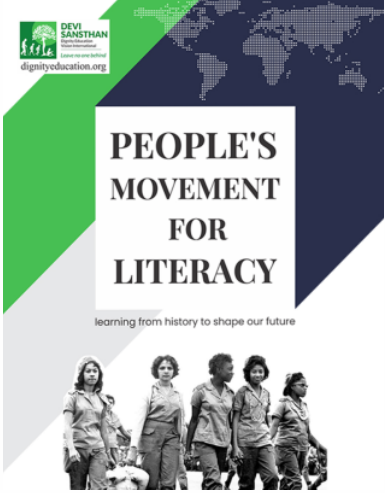 DEVI
SANSTHAN
Dignity Education
Vision International
Leave no one behind
dignityeducation.org
PEOPLE'S
MOVEMENT
FOR
LITERACY
learning from history to shape our future